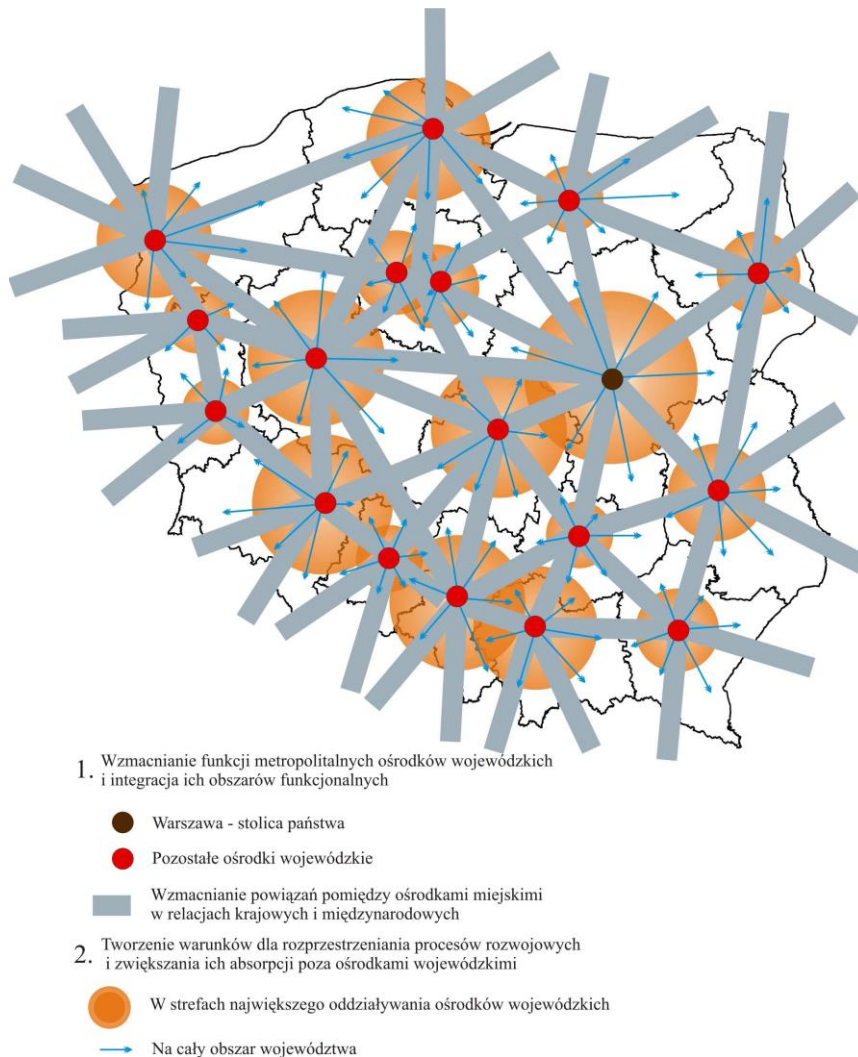 1. Wzmacnianie funkcji metropolitalnych ośrodków wojewódzkich
i integracja ich obszarów funkcjonalnych
Warszawa - stolica państwa
Pozostałe ośrodki wojewódzkie
Wzmacnianie powiązań pomiędzy ośrodkami miejskimi
w relacjach krajowych i międzynarodowych
2. Tworzenie warunków dla rozprzestrzeniania procesów rozwojowych
i zwiększania ich absorpcji poza ośrodkami wojewódzkimi
W strefach największego oddziaływania ośrodków wojewódzkich
Na cały obszar województwa